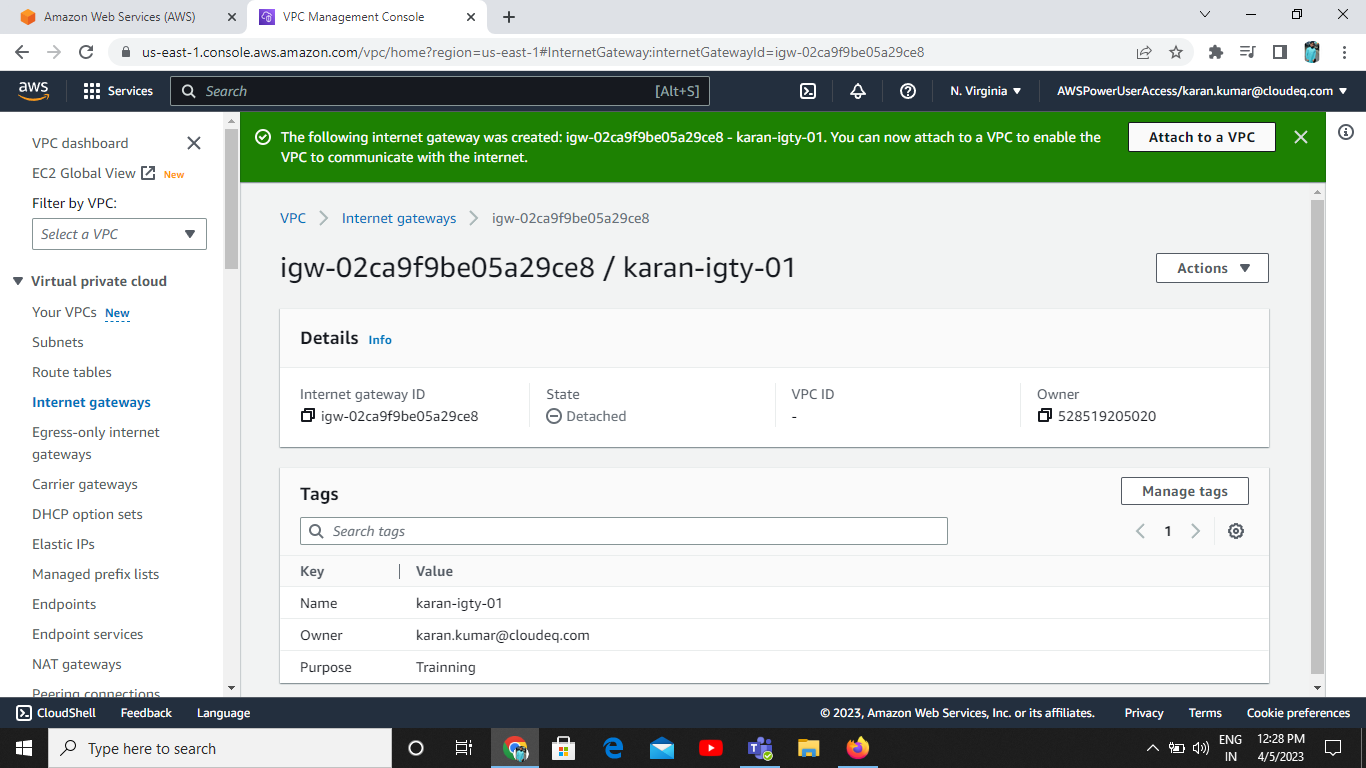 Amazon Web Services (AWS)
VPC Management Console
us-east-1.console.aws.amazon.com/vpc/home?region=us-east-1#InternetGateway:internetGatewayId=igw-02ca9f9be05a29ce8
aws
Services
Search
[Alt+S]
N. Virginia
AWSPowerUserAccess/karan.kumar@cloudeq.com
VPC dashboard
EC2 Global View New
Filter by VPC:
Select a VPC
Virtual private cloud
Your VPCs New
Subnets
Route tables
Internet gateways
Egress-only internet
gateways
Carrier gateways
DHCP option sets
Elastic IPs
Managed prefix lists
Endpoints
Endpoint services
NAT gateways
Peering connections
The following internet gateway was created: igw-02ca9f9be05a29ce8 - karan-igty-01. You can now attach to a VPC to enable the
VPC to communicate with the internet.
Attach to a VPC
VPC
Internet gateways
igw-02ca9f9be05a29ce8
igw-02ca9f9be05a29ce8 / karan-igty-01
Actions
Details Info
Internet gateway ID
igw-02ca9f9be05a29ce8
State
Detached
VPC ID
-
Owner
528519205020
Tags
Manage tags
Search tags
1
Key Value
Name karan-igty-01
Owner karan.kumar@cloudeq.com
Purpose Trainning
CloudShell
Feedback
Language
© 2023, Amazon Web Services, Inc. or its affiliates.
Privacy
Terms
Cookie preferences
Type here to search
ENG
IN
12:28 PM
4/5/2023